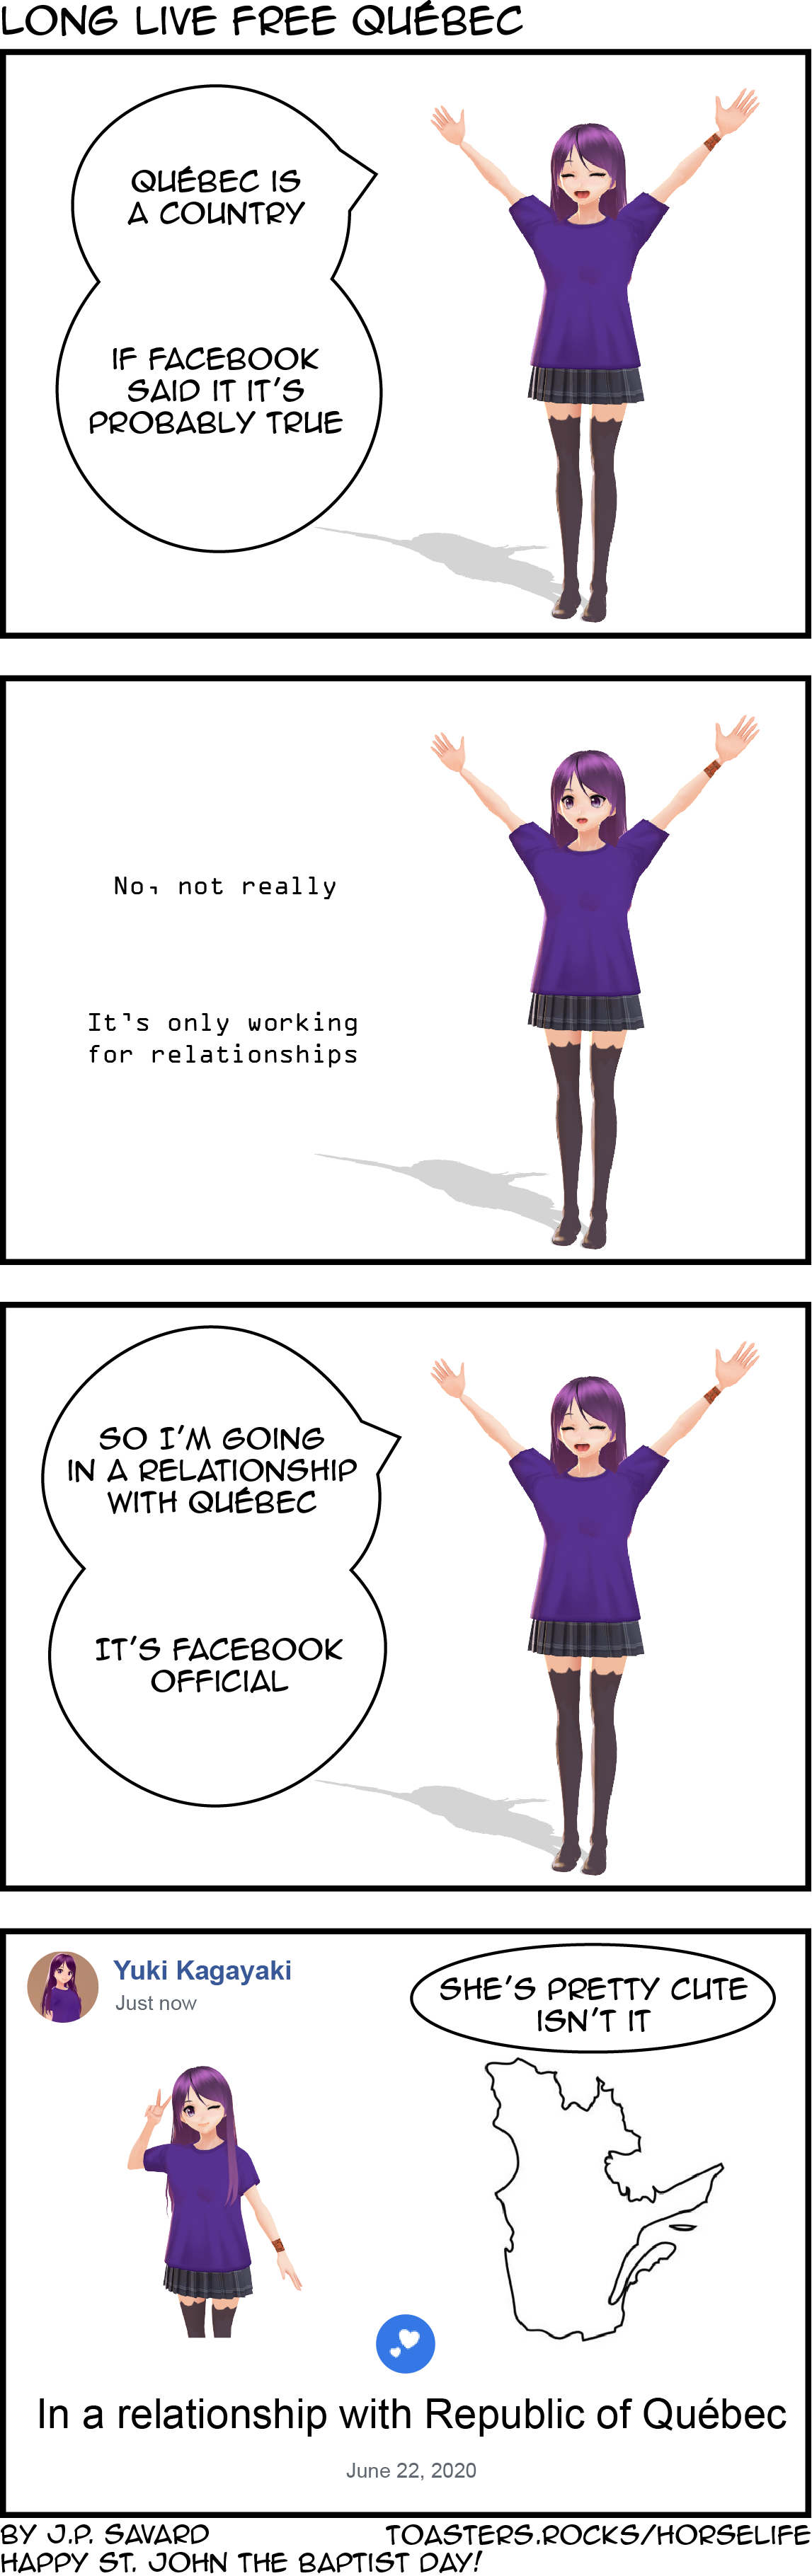 LONG LIVE FREE QUÉBEC
QUÉBEC IS
A COUNTRY
IF FACEBOOK
SAID IT IT'S
PROBABLY TRUE
No, not really
It's only working
for relationships
SO I'M GOING
IN A RELATIONSHIP
WITH QUÉBEC
IT'S FACEBOOK
OFFICIAL
Yuki Kagayaki
Just now
SHE'S PRETTY CUTE
ISN'T IT
In a relationship with Republic of Québec
June 22, 2020
BY J.P. SAVARD
TOASTERS.ROCKS/HORSELIFE
HAPPY ST. JOHN THE BAPTIST DAY!